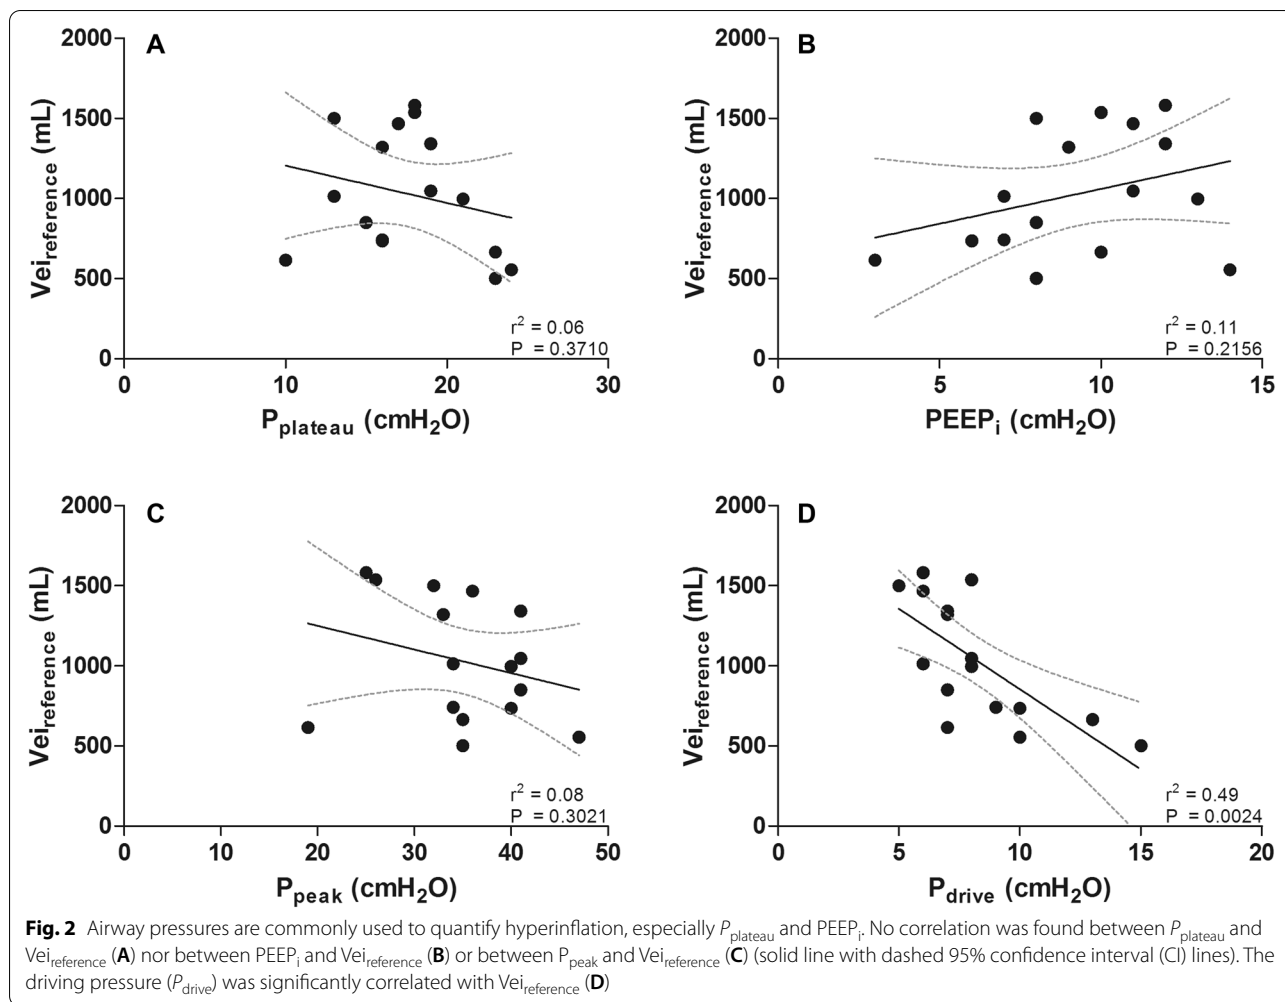 A
2000
1500
1000
500
0
Vei_reference (mL)
r² = 0.06
P = 0.3710
0 10 20 30
P_plateau (cmH₂O)
B
2000
1500
1000
500
0
Vei_reference (mL)
r² = 0.11
P = 0.2156
0 5 10 15
PEEP_i (cmH₂O)
C
2000
1500
1000
500
0
Vei_reference (mL)
r² = 0.08
P = 0.3021
0 10 20 30 40 50
P_peak (cmH₂O)
D
2000
1500
1000
500
0
Vei_reference (mL)
r² = 0.49
P = 0.0024
0 5 10 15 20
P_drive (cmH₂O)
Fig. 2 Airway pressures are commonly used to quantify hyperinflation, especially P_plateau and PEEP_i. No correlation was found between P_plateau and
Vei_reference (A) nor between PEEP_i and Vei_reference (B) or between P_peak and Vei_reference (C) (solid line with dashed 95% confidence interval (CI) lines). The
driving pressure (P_drive) was significantly correlated with Vei_reference (D)